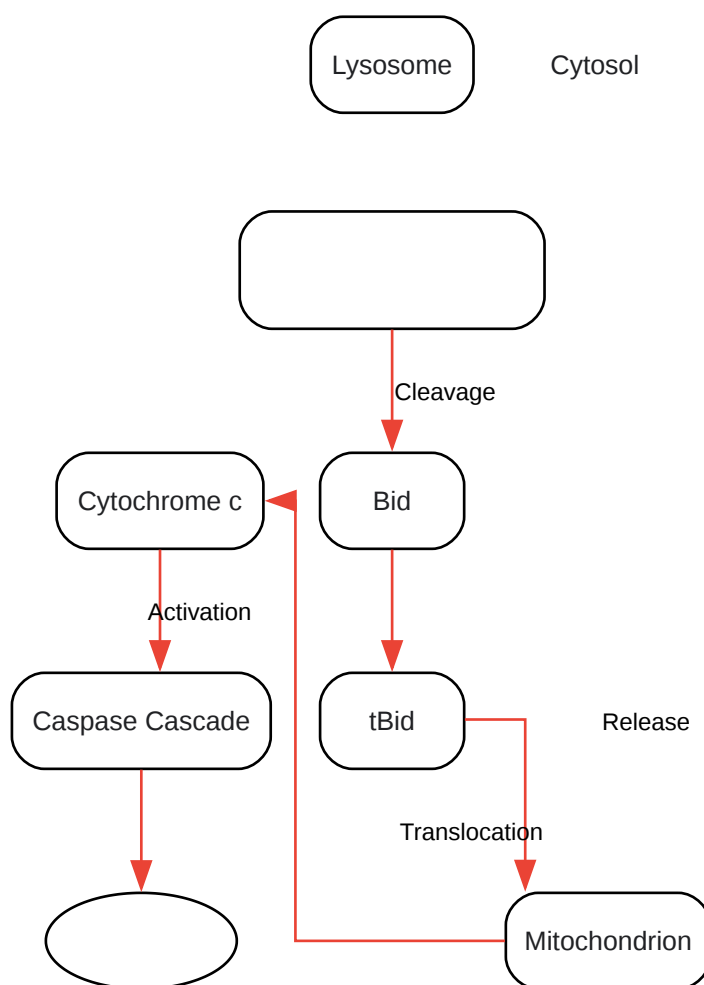 Lysosome
Cytosol
Cleavage
Cytochrome c
Bid
Activation
Caspase Cascade
tBid
Release
Translocation
Mitochondrion